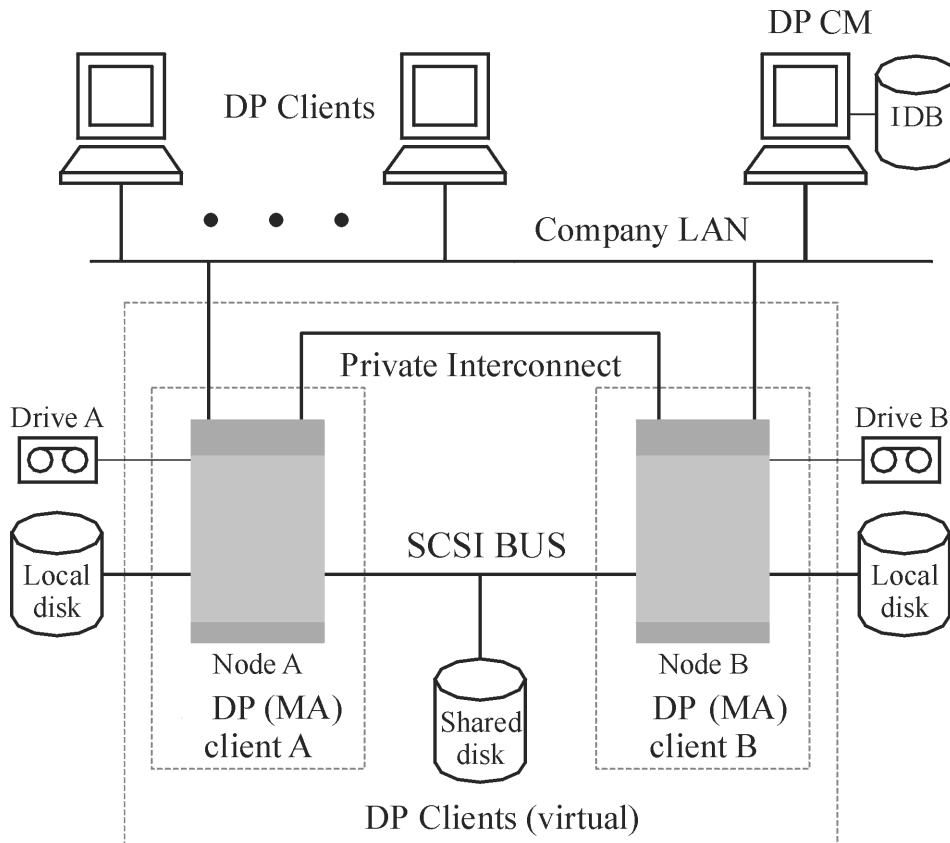 DP CM
DP Clients
IDB
Company LAN
Private Interconnect
Drive A
Drive B
SCSI BUS
Local
disk
Local
disk
Node A
Node B
DP (MA)
client A
Shared
disk
DP (MA)
client B
DP Clients (virtual)